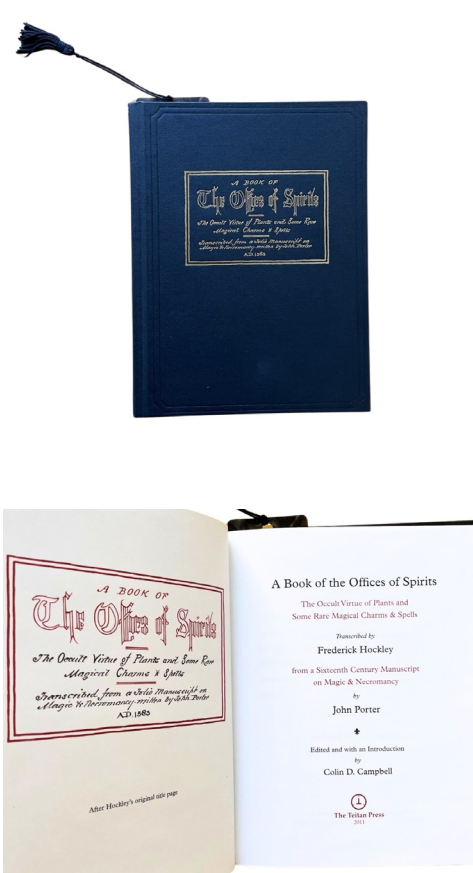 A BOOK OF
The Offices of Spirits
The Occult Virtue of Plants and Some Rare
Magical Charms & Spells
Transcribed from a Folio Manuscript on
Magic & Necromancy written by John Porter
A.D. 1583
A BOOK OF
The Offices of Spirits
The Occult Virtue of Plants and Some Rare
Magical Charms & Spells
Transcribed from a Folio Manuscript on
Magic & Necromancy written by John Porter
A.D. 1583
After Hockley's original title page
A Book of the Offices of Spirits
The Occult Virtue of Plants and
Some Rare Magical Charms & Spells
Transcribed by
Frederick Hockley
from a Sixteenth Century Manuscript
on Magic & Necromancy
by
John Porter
Edited and with an Introduction
by
Colin D. Campbell
The Teitan Press
2011